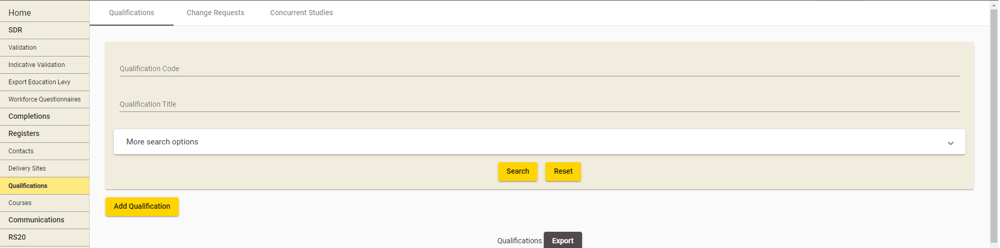 Home
SDR
Validation
Indicative Validation
Export Education Levy
Workforce Questionnaires
Completions
Registers
Contacts
Delivery Sites
Qualifications
Courses
Communications
RS20
Qualifications
Change Requests
Concurrent Studies
Qualification Code
Qualification Title
More search options
Search
Reset
Add Qualification
Qualifications
Export